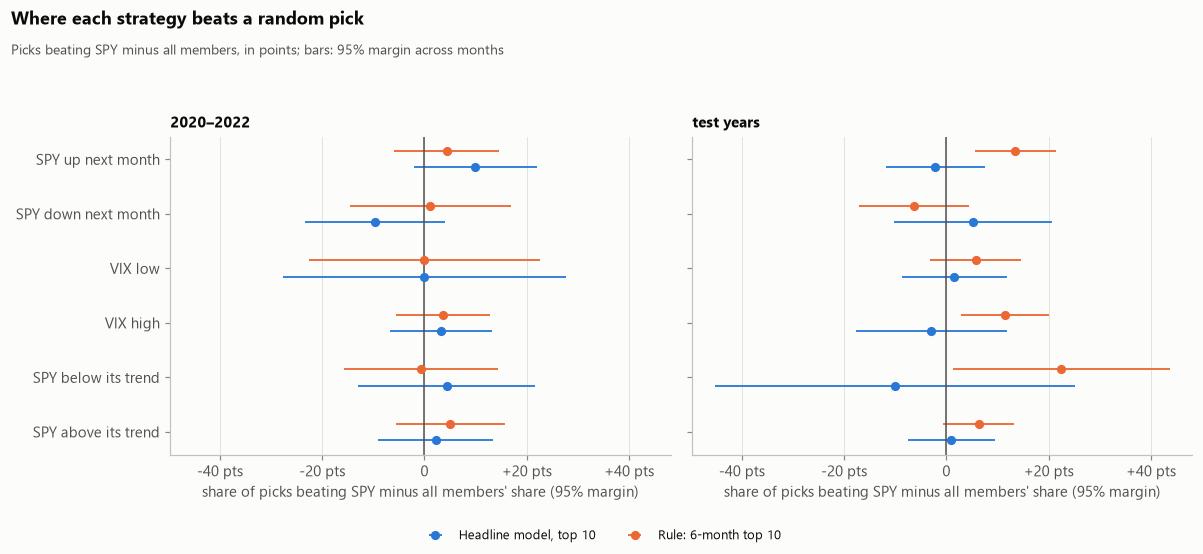 Where each strategy beats a random pick
Picks beating SPY minus all members, in points; bars: 95% margin across months
2020–2022
test years
SPY up next month
SPY down next month
VIX low
VIX high
SPY below its trend
SPY above its trend
-40 pts -20 pts 0 +20 pts +40 pts
-40 pts -20 pts 0 +20 pts +40 pts
share of picks beating SPY minus all members' share (95% margin)
share of picks beating SPY minus all members' share (95% margin)
Headline model, top 10 Rule: 6-month top 10